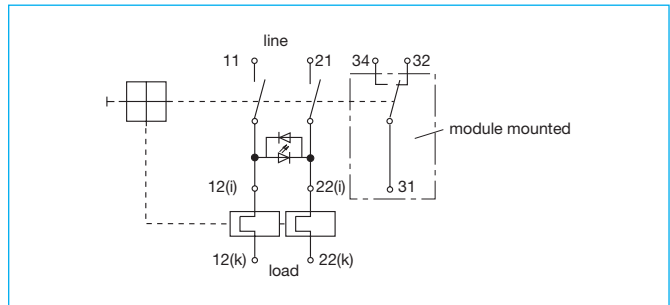 line
11 21 34 32
module mounted
12(i) 22(i) 31
12(k) 22(k)
load